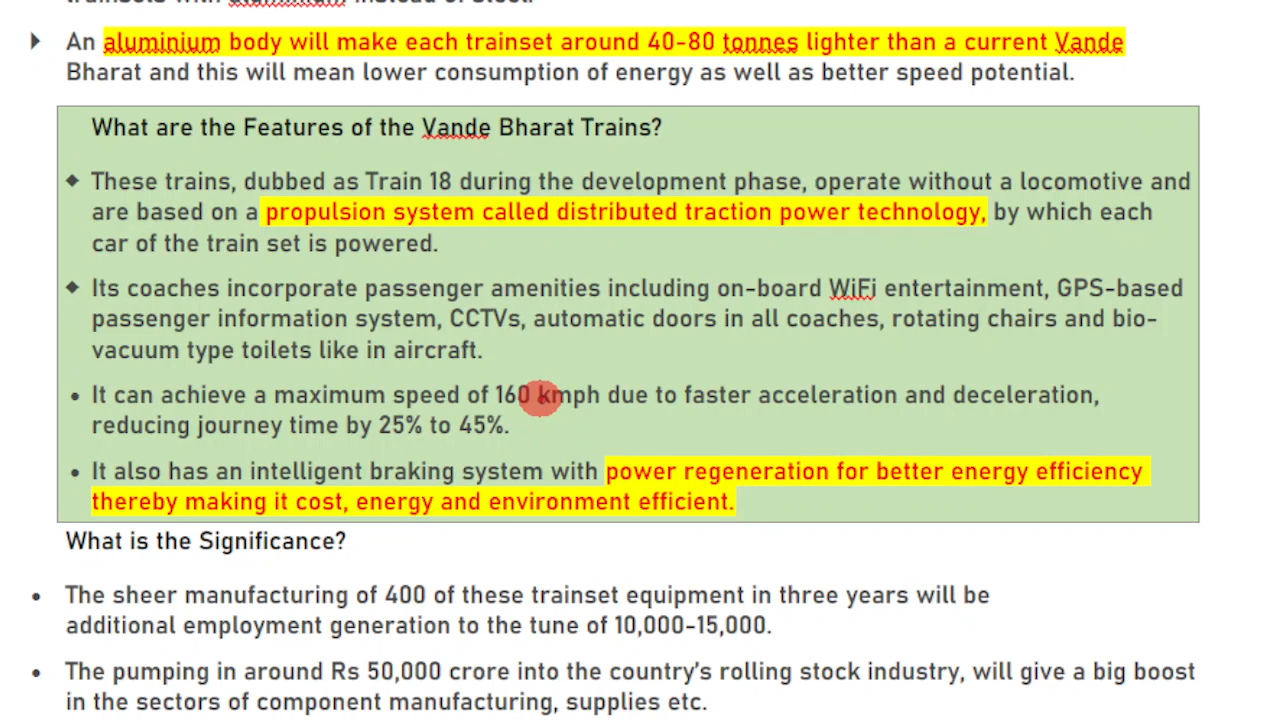 trainsets with aluminium instead of steel.
An aluminium body will make each trainset around 40-80 tonnes lighter than a current Vande
Bharat and this will mean lower consumption of energy as well as better speed potential.
What are the Features of the Vande Bharat Trains?
These trains, dubbed as Train 18 during the development phase, operate without a locomotive and
are based on a propulsion system called distributed traction power technology, by which each
car of the train set is powered.
Its coaches incorporate passenger amenities including on-board WiFi entertainment, GPS-based
passenger information system, CCTVs, automatic doors in all coaches, rotating chairs and bio-
vacuum type toilets like in aircraft.
It can achieve a maximum speed of 160 kmph due to faster acceleration and deceleration,
reducing journey time by 25% to 45%.
It also has an intelligent braking system with power regeneration for better energy efficiency
thereby making it cost, energy and environment efficient.
What is the Significance?
The sheer manufacturing of 400 of these trainset equipment in three years will be
additional employment generation to the tune of 10,000-15,000.
The pumping in around Rs 50,000 crore into the country's rolling stock industry, will give a big boost
in the sectors of component manufacturing, supplies etc.